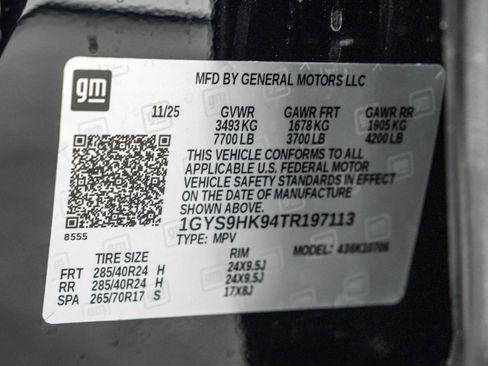 gm
MFD BY GENERAL MOTORS LLC
11/25 GVWR GAWR FRT GAWR RR
3493 KG 1678 KG 1905 KG
7700 LB 3700 LB 4200 LB
THIS VEHICLE CONFORMS TO ALL
APPLICABLE U.S. FEDERAL MOTOR
VEHICLE SAFETY STANDARDS IN EFFECT
ON THE DATE OF MANUFACTURE
SHOWN ABOVE.
1GYS9HK94TR197113
8555
TYPE: MPV MODEL: 436K10706
TIRE SIZE RIM
FRT 285/40R24 H 24X9.5J
RR 285/40R24 H 24X9.5J
SPA 265/70R17 S 17X8J